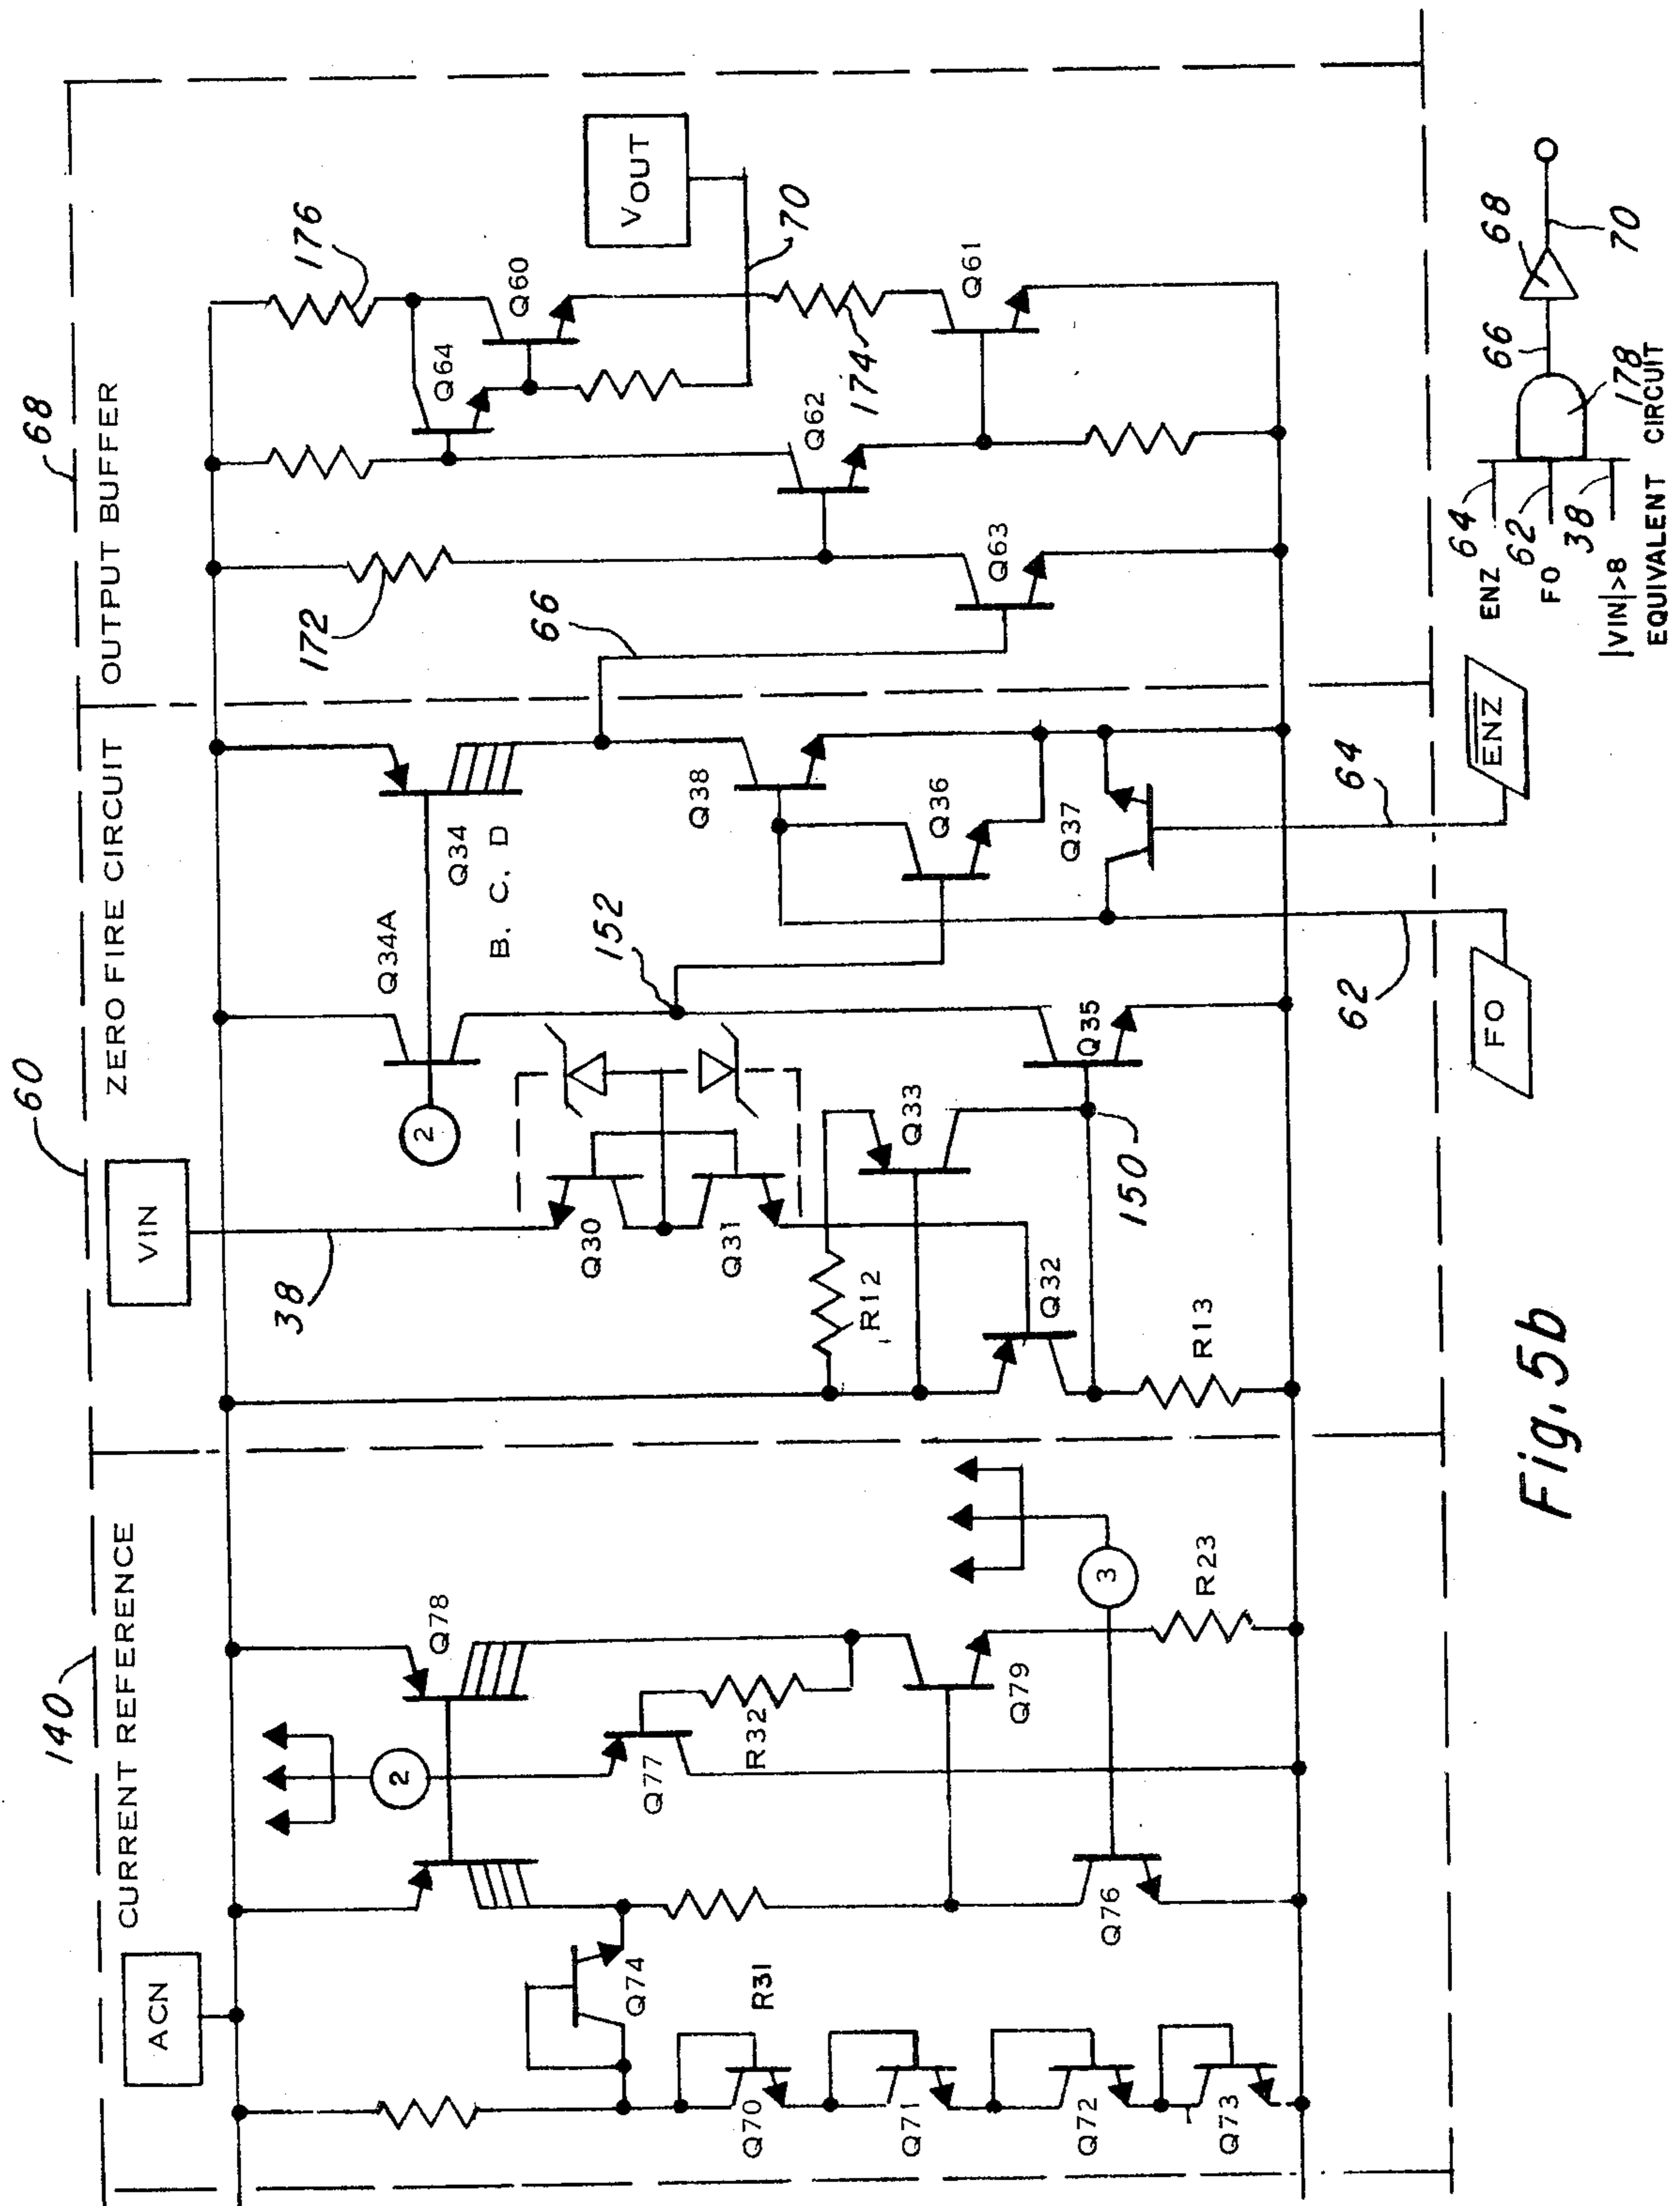 140
60
68
CURRENT REFERENCE
ZERO FIRE CIRCUIT
OUTPUT BUFFER
ACN
VIN
VOUT
38
2
Q78
Q77
R32
Q74
R31
Q79
Q76
3
R23
Q70
Q71
Q72
Q73
2
Q34A
Q34
B. C. D
Q30
Q31
R12
Q33
Q32
R13
150
152
Q35
Q38
Q36
Q37
62
64
FO
ENZ
66
172
Q63
Q62
Q64
176
Q60
174
Q61
70
ENZ 64
FO 62
|VIN|>8 38
66
68
70
178
EQUIVALENT CIRCUIT
Fig. 5b